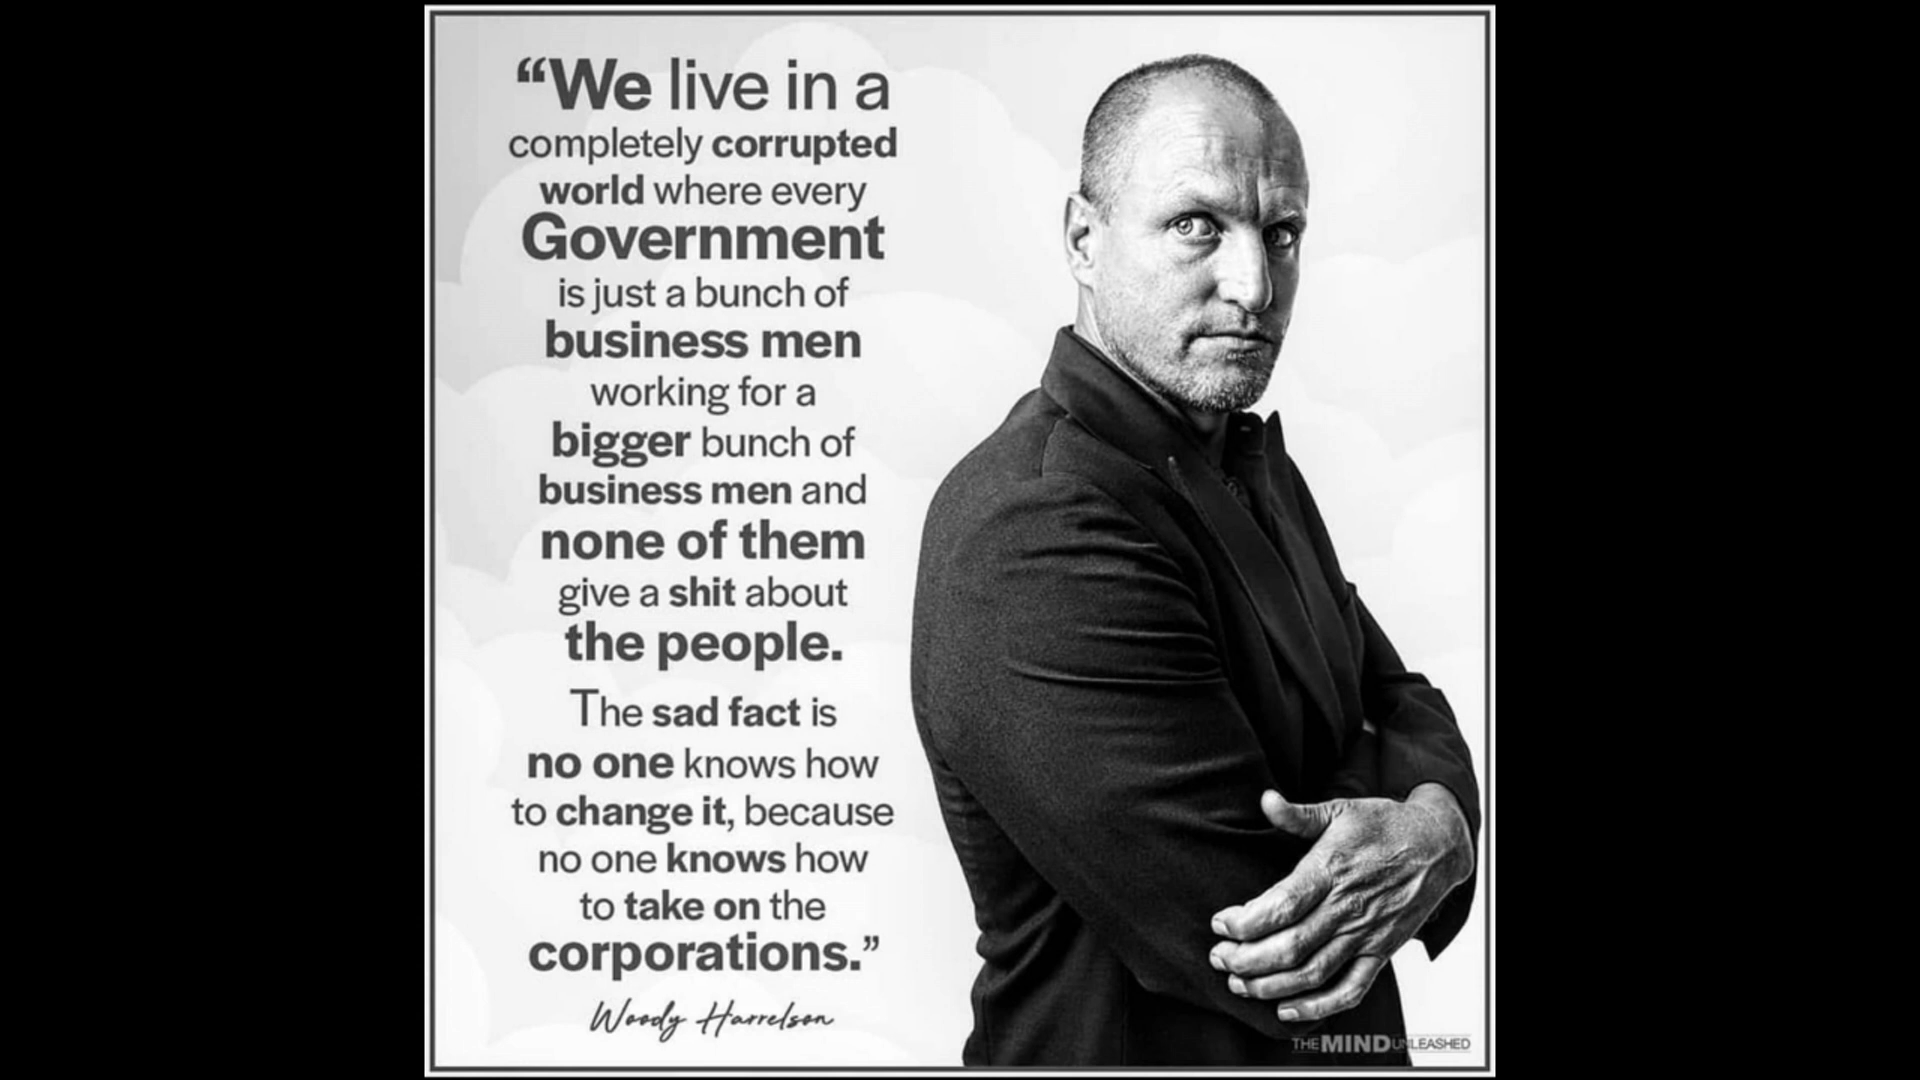 “We live in a
completely corrupted
world where every
Government
is just a bunch of
business men
working for a
bigger bunch of
business men and
none of them
give a shit about
the people.
The sad fact is
no one knows how
to change it, because
no one knows how
to take on the
corporations.”
Woody Harrelson
THE MIND UNLEASHED